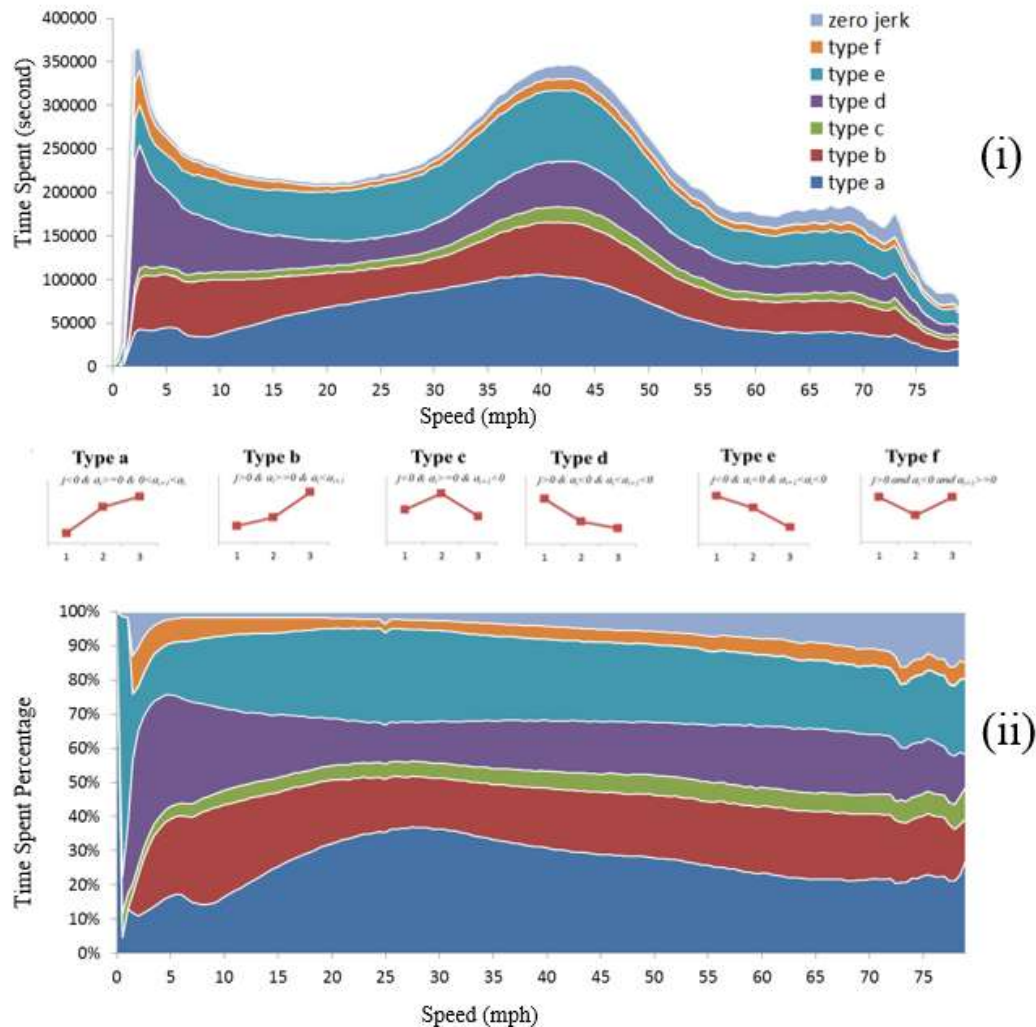 400000
350000
300000
250000
200000
150000
100000
50000
0
Time Spent (second)
zero jerk
type f
type e
type d
type c
type b
type a
(i)
0 5 10 15 20 25 30 35 40 45 50 55 60 65 70 75
Speed (mph)
Type a Type b Type c Type d Type e Type f
1 2 3 1 2 3 1 2 3 1 2 3 1 2 3 1 2 3
100%
90%
80%
70%
60%
50%
40%
30%
20%
10%
0%
Time Spent Percentage
(ii)
0 5 10 15 20 25 30 35 40 45 50 55 60 65 70 75
Speed (mph)